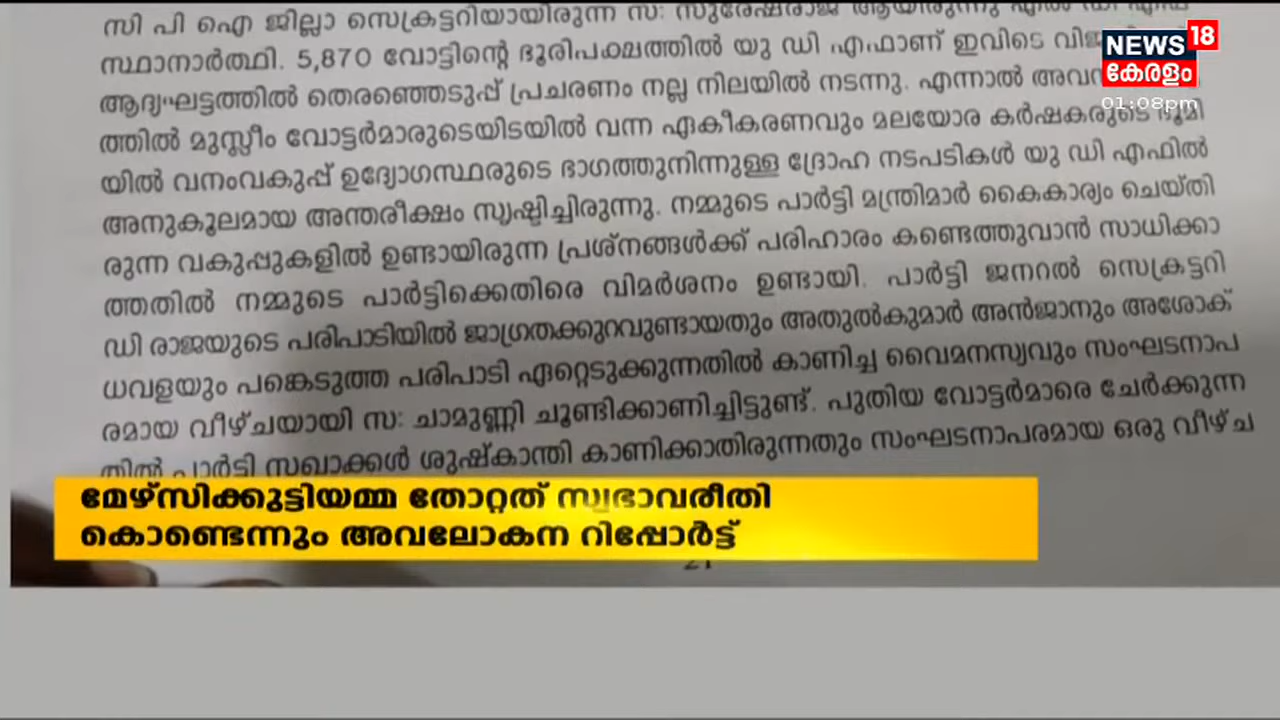 സി പി ഐ ജില്ലാ സെക്രട്ടറിയായിരുന്ന സ: സുരേഷ്‌രാജ് ആയിരുന്നു എൽ ഡി എഫ്
സ്ഥാനാർത്ഥി. 5,870 വോട്ടിന്റെ ഭൂരിപക്ഷത്തിൽ യു ഡി എഫാണ് ഇവിടെ
ആദ്യഘട്ടത്തിൽ തെരഞ്ഞെടുപ്പ് പ്രചരണം നല്ല നിലയിൽ നടന്നു. എന്നാൽ
ത്തിൽ മുസ്ലീം വോട്ടർമാരുടെയിടയിൽ വന്ന ഏകീകരണവും മലയോര കർഷകരുടെ ഭൂമി
യിൽ വനംവകുപ്പ് ഉദ്യോഗസ്ഥരുടെ ഭാഗത്തുനിന്നുള്ള ദ്രോഹ നടപടികൾ യു ഡി എഫിൽ
അനുകൂലമായ അന്തരീക്ഷം സൃഷ്ടിച്ചിരുന്നു. നമ്മുടെ പാർട്ടി മന്ത്രിമാർ കൈകാര്യം ചെയ്തി
രുന്ന വകുപ്പുകളിൽ ഉണ്ടായിരുന്ന പ്രശ്നങ്ങൾക്ക് പരിഹാരം കണ്ടെത്തുവാൻ സാധിക്കാ
ത്തതിൽ നമ്മുടെ പാർട്ടിക്കെതിരെ വിമർശനം ഉണ്ടായി. പാർട്ടി ജനറൽ സെക്രട്ടറി
ഡി രാജയുടെ പരിപാടിയിൽ ജാഗ്രതക്കുറവുണ്ടായതും അതുൽകുമാർ അൻജാനും അശോക്
ധവളയും പങ്കെടുത്ത പരിപാടി ഏറ്റെടുക്കുന്നതിൽ കാണിച്ച വൈമനസ്യവും സംഘടനാപ
രമായ വീഴ്ചയായി സ: ചാമുണ്ണി ചൂണ്ടിക്കാണിച്ചിട്ടുണ്ട്. പുതിയ വോട്ടർമാരെ ചേർക്കുന്ന
തിൽ പാർട്ടി സഖാക്കൾ ശുഷ്കാന്തി കാണിക്കാതിരുന്നതും സംഘടനാപരമായ ഒരു വീഴ്ച
NEWS 18
കേരളം
01:08pm
മേഴ്സിക്കുട്ടിയമ്മ തോറ്റത് സ്വഭാവരീതി
കൊണ്ടെന്നും അവലോകന റിപ്പോർട്ട്
21